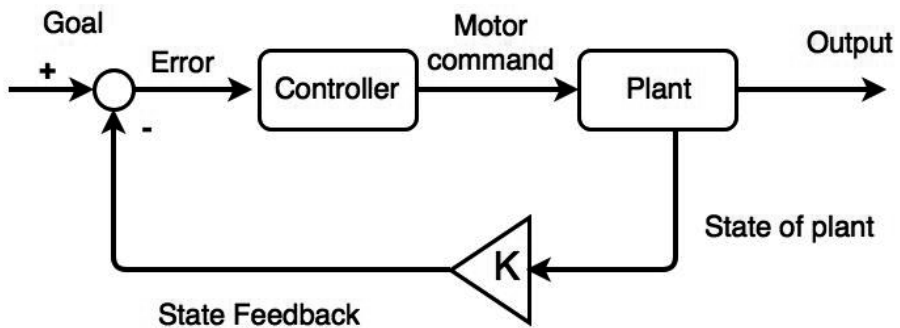 Goal
+
Error
Controller
Motor
command
Plant
Output
-
State of plant
K
State Feedback